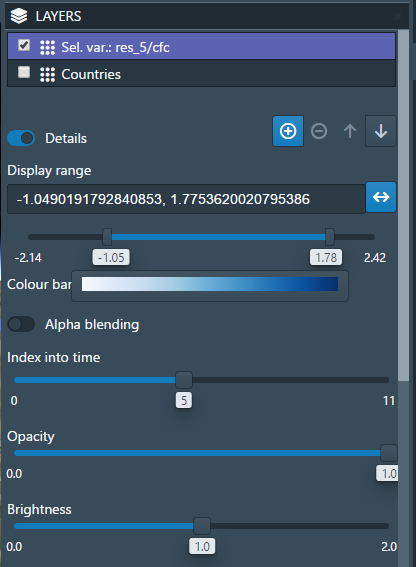 LAYERS
Sel. var.: res_5/cfc
Countries
Details
Display range
-1.0490191792840853, 1.7753620020795386
-2.14 -1.05 1.78 2.42
Colour bar
Alpha blending
Index into time
0 5 11
Opacity
0.0 1.0
Brightness
0.0 1.0 2.0